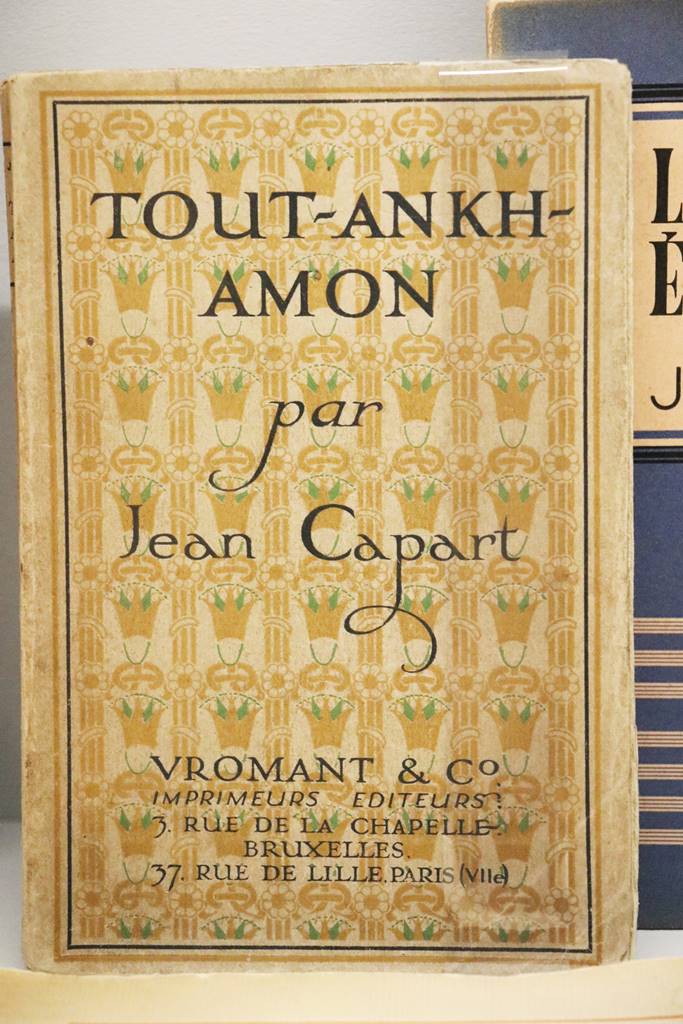 TOUT-ANKH-
AMON
par
Jean Capart
VROMANT & Co.
IMPRIMEURS EDITEURS.
3. RUE DE LA CHAPELLE.
BRUXELLES.
37. RUE DE LILLE. PARIS (VIIe)
L
É
J